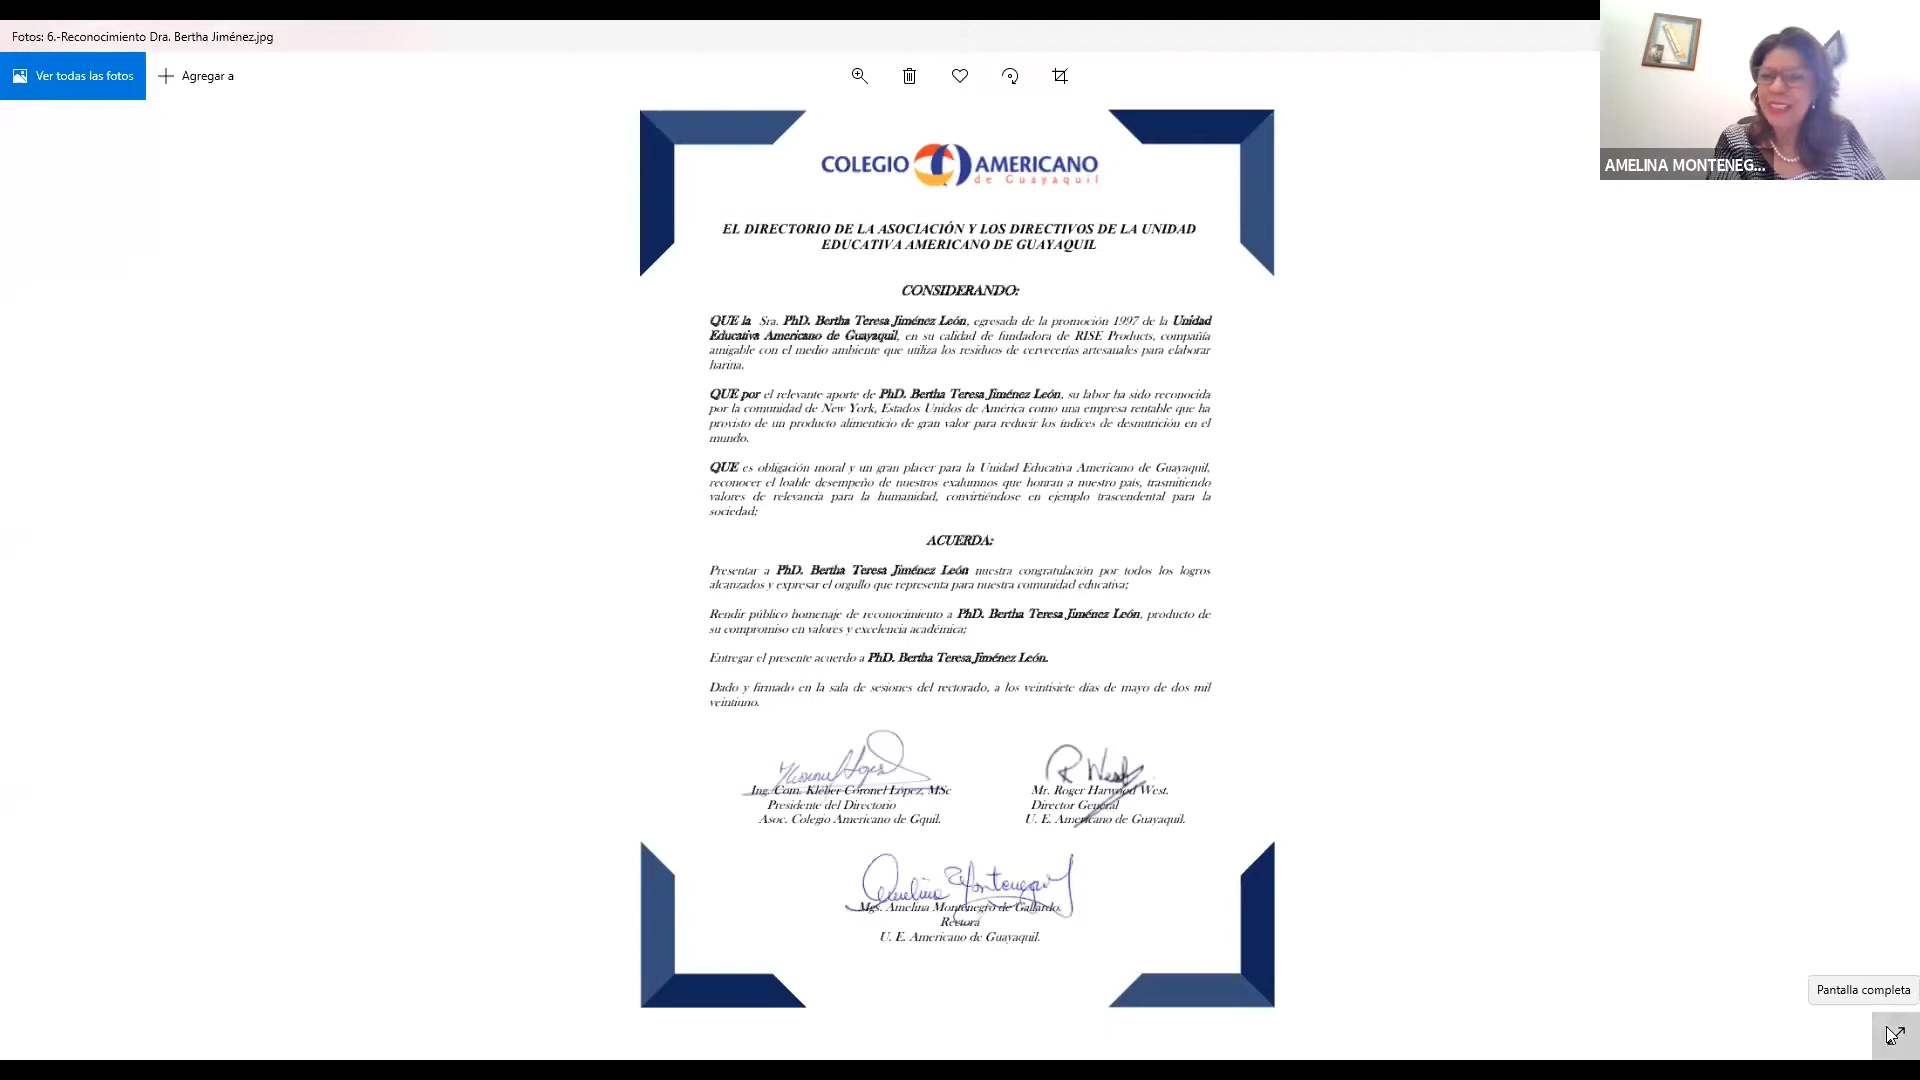 Fotos: 6.-Reconocimiento Dra. Bertha Jiménez.jpg
Ver todas las fotos
Agregar a
AMELINA MONTENEG...
COLEGIO AMERICANO
de Guayaquil
EL DIRECTORIO DE LA ASOCIACIÓN Y LOS DIRECTIVOS DE LA UNIDAD
EDUCATIVA AMERICANO DE GUAYAQUIL
CONSIDERANDO:
QUE la Sra. PhD. Bertha Teresa Jiménez León, egresada de la promoción 1997 de la Unidad
Educativa Americano de Guayaquil, en su calidad de fundadora de RISE Products, compañía
amigable con el medio ambiente que utiliza los residuos de cervecerías artesanales para elaborar
harina.
QUE por el relevante aporte de PhD. Bertha Teresa Jiménez León, su labor ha sido reconocida
por la comunidad de New York, Estados Unidos de América como una empresa rentable que ha
provisto de un producto alimenticio de gran valor para reducir los índices de desnutrición en el
mundo.
QUE es obligación moral y un gran placer para la Unidad Educativa Americano de Guayaquil,
reconocer el loable desempeño de nuestros exalumnos que honran a nuestro país, trasmitiendo
valores de relevancia para la humanidad, convirtiéndose en ejemplo trascendental para la
sociedad;
ACUERDA:
Presentar a PhD. Bertha Teresa Jiménez León nuestra congratulación por todos los logros
alcanzados y expresar el orgullo que representa para nuestra comunidad educativa;
Rendir público homenaje de reconocimiento a PhD. Bertha Teresa Jiménez León, producto de
su compromiso en valores y excelencia académica;
Entregar el presente acuerdo a PhD. Bertha Teresa Jiménez León.
Dado y firmado en la sala de sesiones del rectorado, a los veintisiete días de mayo de dos mil
veintiuno.
R West
Ing. Com. Kléber Coronel López, MSc
Presidente del Directorio
Asoc. Colegio Americano de Gquil.
Mr. Roger Harwood West.
Director General
U. E. Americano de Guayaquil.
Amelina Montenegro
Mgs. Amelina Montenegro de Gallardo.
Rectora
U. E. Americano de Guayaquil.
Pantalla completa